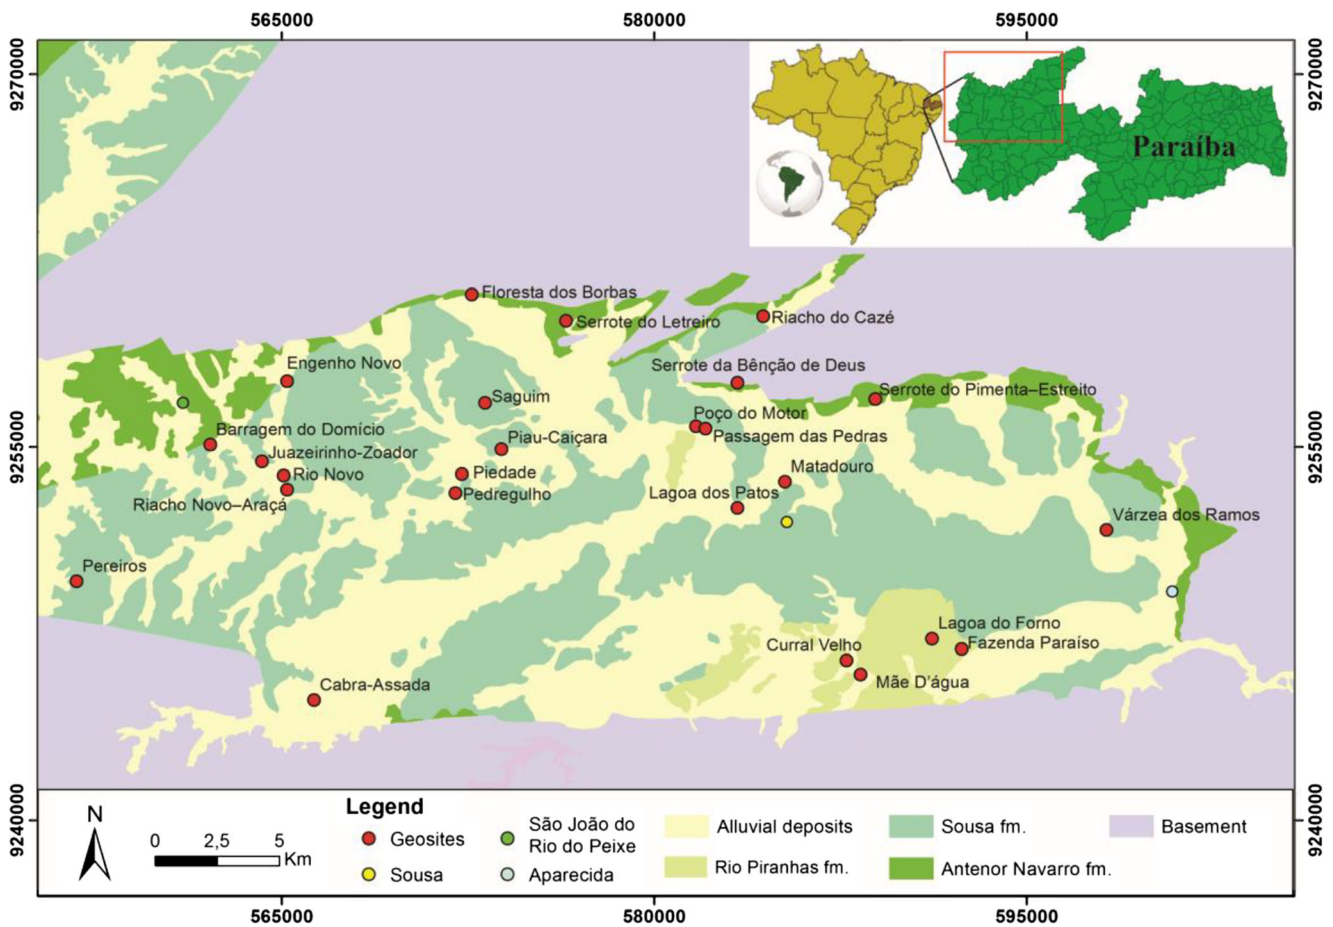 565000
580000
595000
9270000
9270000
Paraíba
Floresta dos Borbas
Serrote do Letreiro
Riacho do Cazé
Engenho Novo
Serrote da Bênção de Deus
Serrote do Pimenta–Estreito
Saguim
Poço do Motor
Barragem do Domício
Piau-Caiçara
Passagem das Pedras
9255000
9255000
Juazeirinho-Zoador
Rio Novo
Piedade
Matadouro
Riacho Novo–Araçá
Pedregulho
Lagoa dos Patos
Várzea dos Ramos
Pereiros
Lagoa do Forno
Curral Velho
Fazenda Paraíso
Cabra-Assada
Mãe D'água
9240000
9240000
N
0 2,5 5
Km
Legend
Geosites
Sousa
São João do
Rio do Peixe
Aparecida
Alluvial deposits
Rio Piranhas fm.
Sousa fm.
Antenor Navarro fm.
Basement
565000
580000
595000